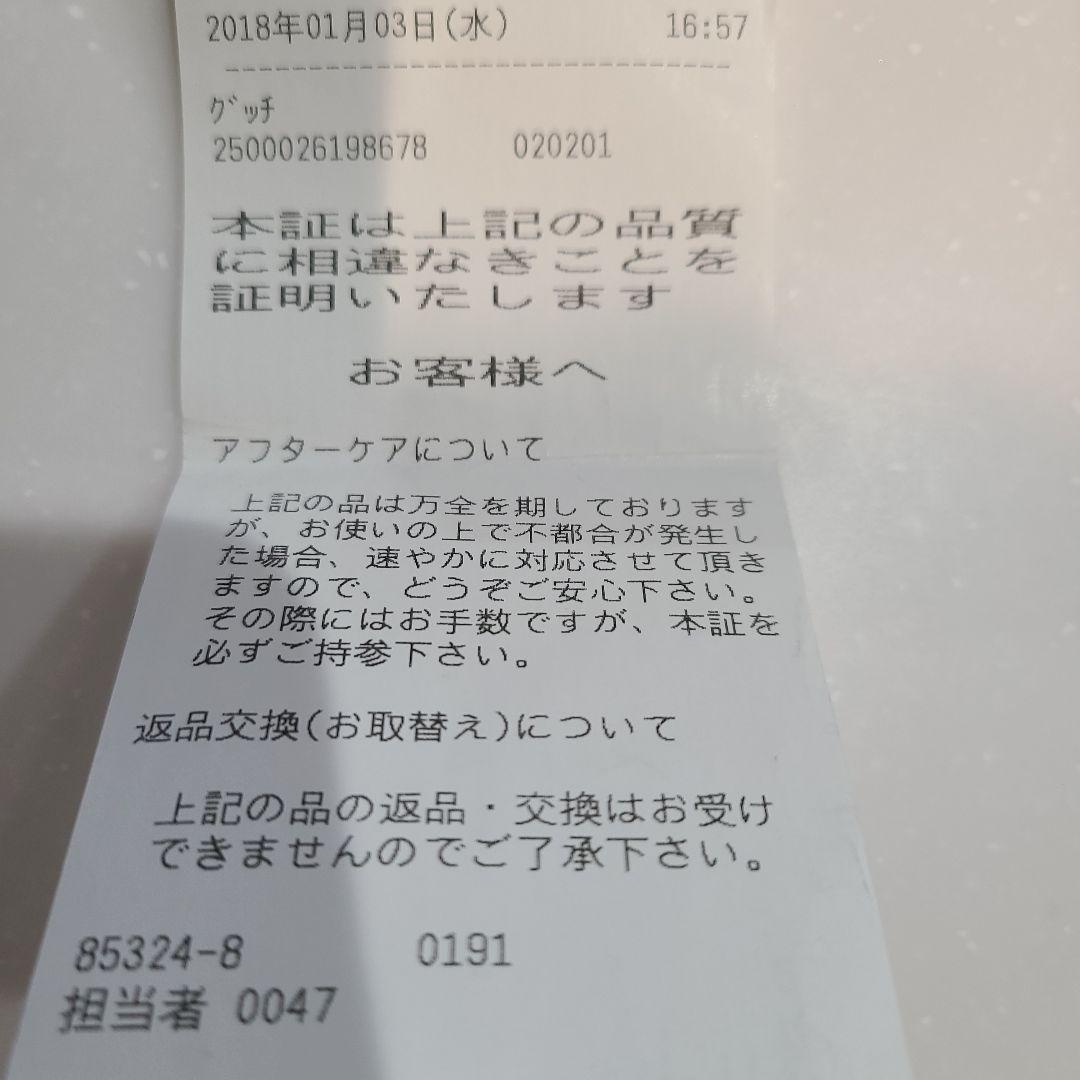 2018年01月03日(水) 16:57
------------------------------
ｸﾞｯﾁ
2500026198678 020201
本証は上記の品質
に相違なきことを
証明いたします
お客様へ
アフターケアについて
上記の品は万全を期しております
が、お使いの上で不都合が発生し
た場合、速やかに対応させて頂き
ますので、どうぞご安心下さい。
その際にはお手数ですが、本証を
必ずご持参下さい。
返品交換(お取替え)について
上記の品の返品・交換はお受け
できませんのでご了承下さい。
85324-8 0191
担当者 0047